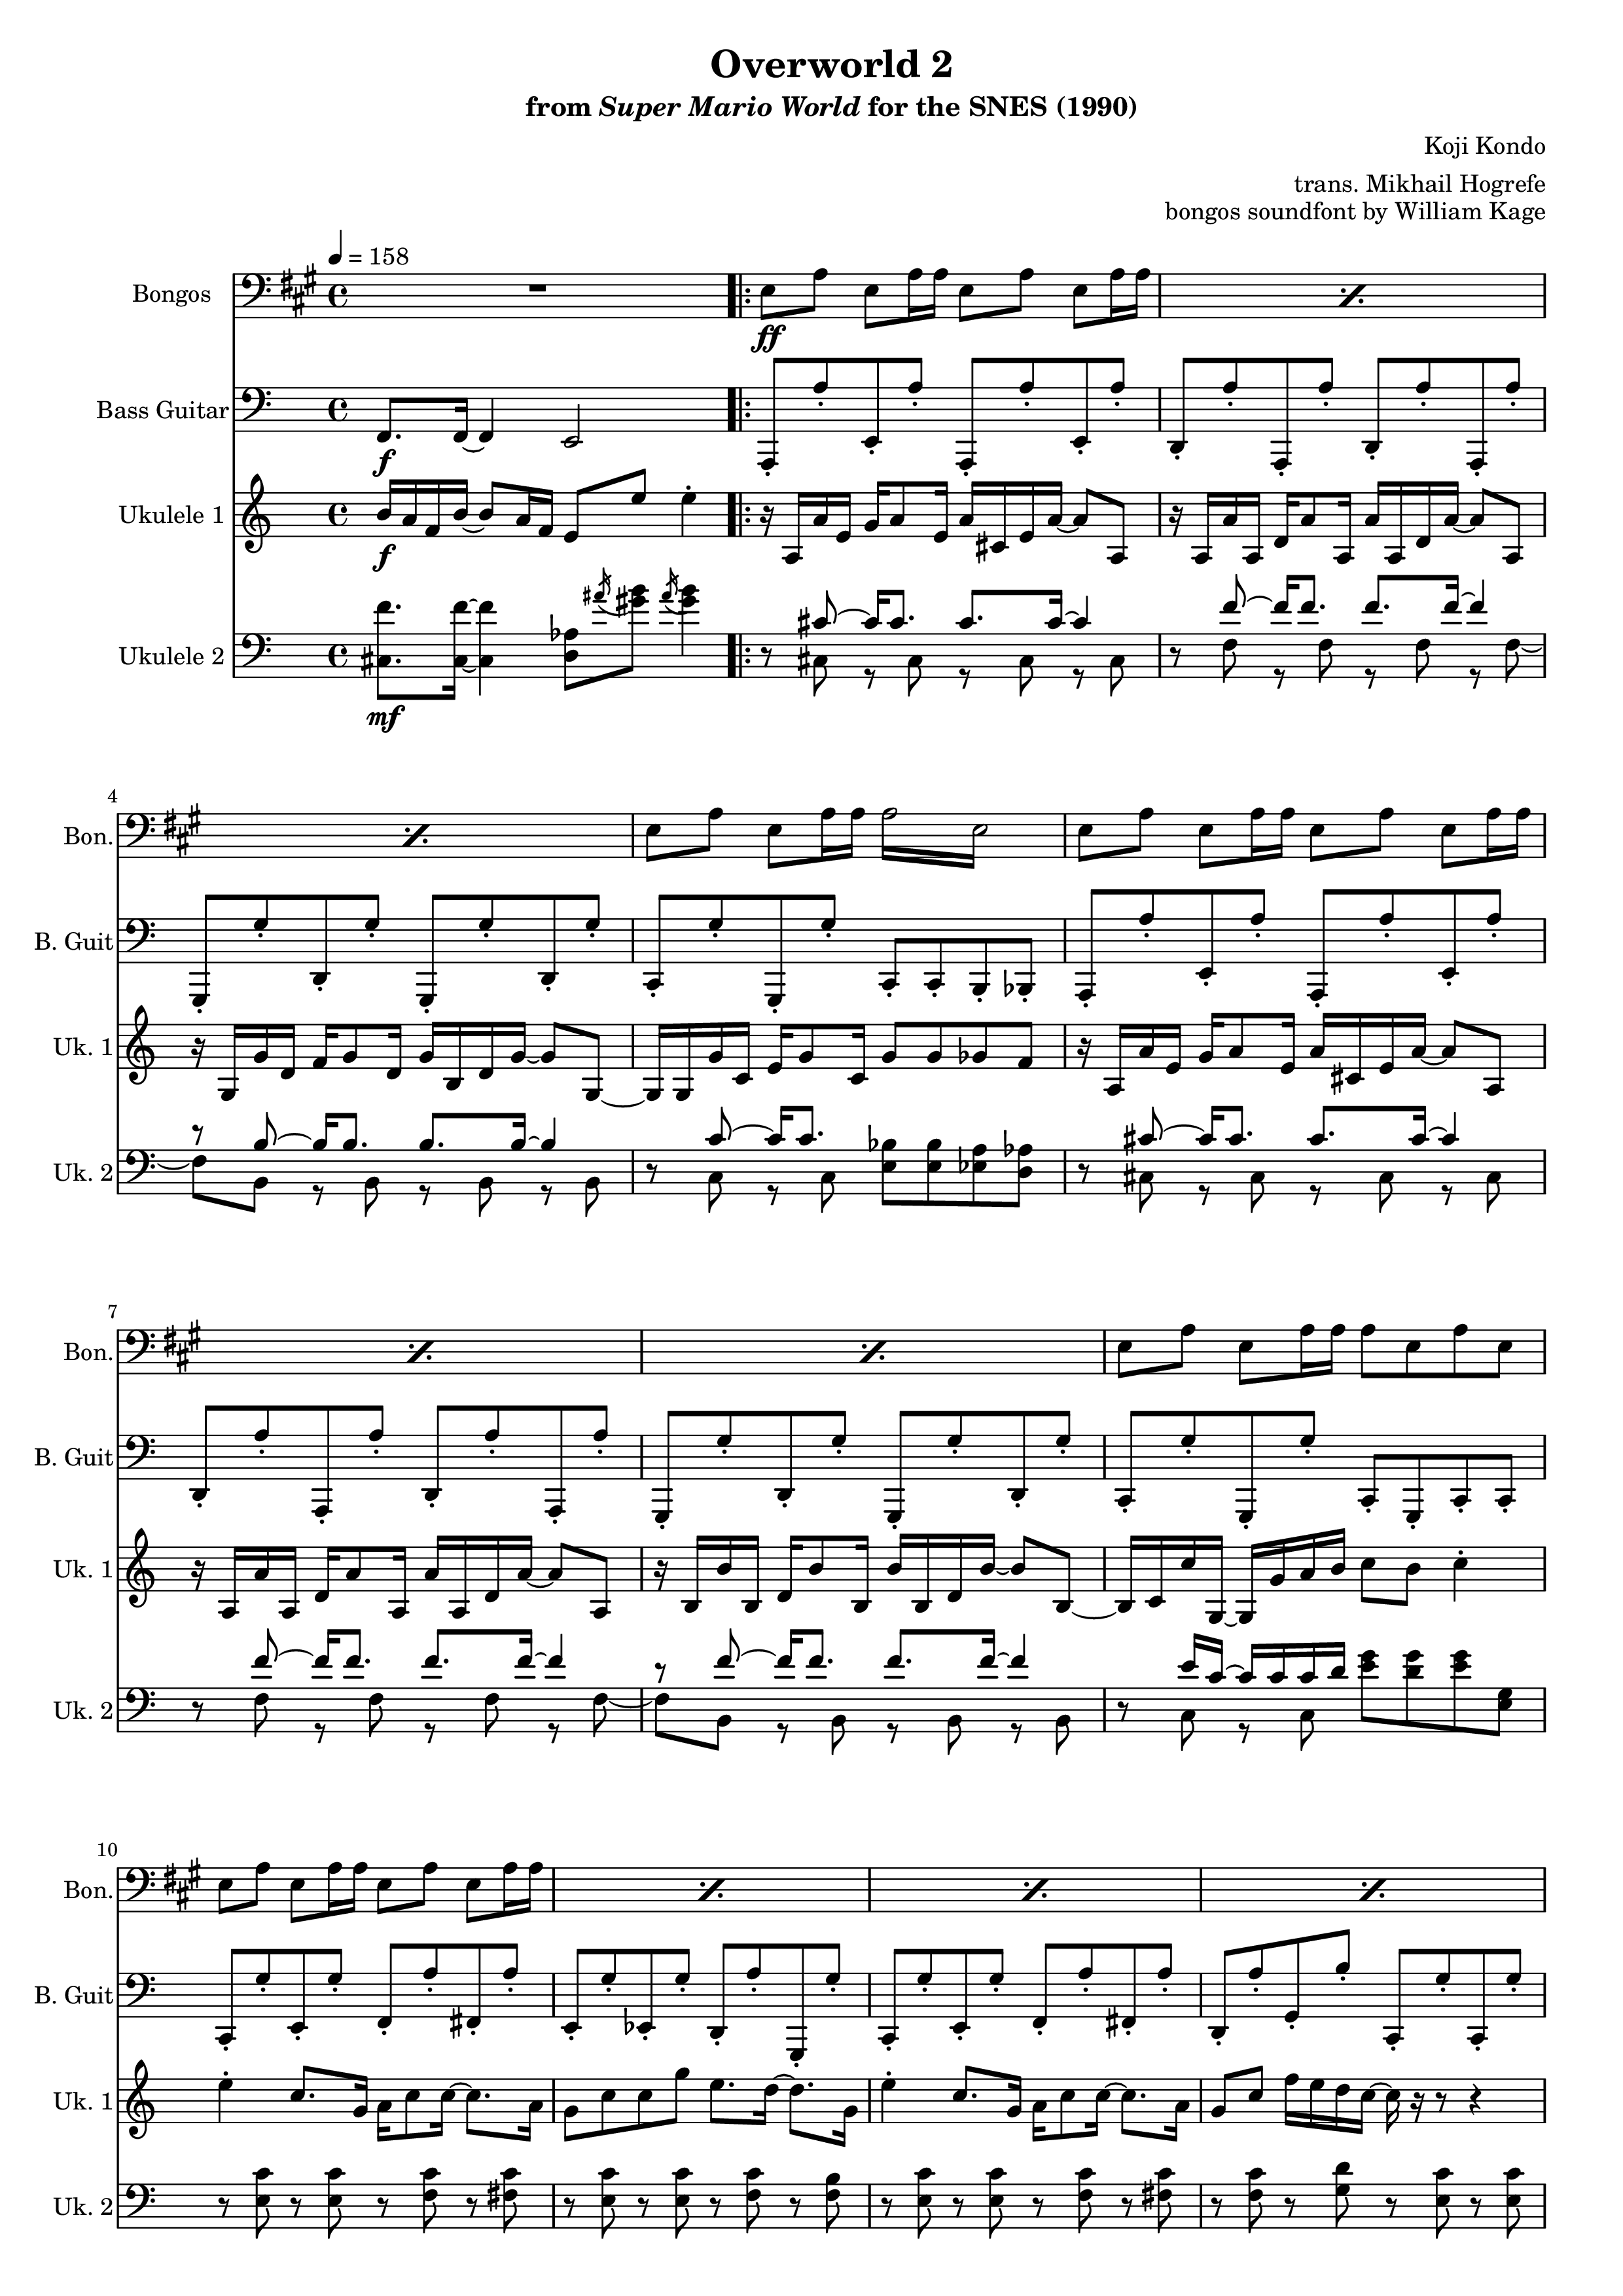 Overworld 2
from Super Mario World for the SNES (1990)
Koji Kondo
trans. Mikhail Hogrefe
bongos soundfont by William Kage
= 158
Bongos
ff
Bass Guitar
f
Ukulele 1
f
Ukulele 2
mf
4
Bon.
B. Guit
Uk. 1
Uk. 2
7
Bon.
B. Guit
Uk. 1
Uk. 2
10
Bon.
B. Guit
Uk. 1
Uk. 2